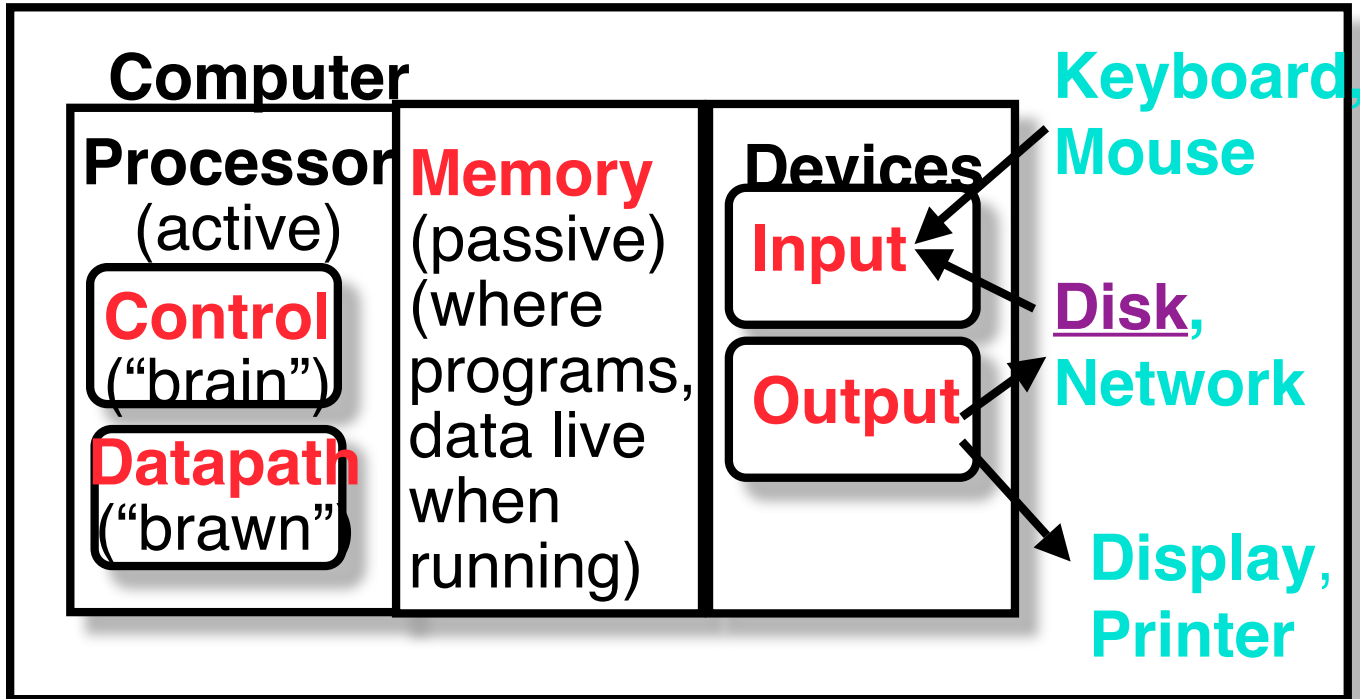 Computer
Processor
(active)
Control
(“brain”)
Datapath
(“brawn”)
Memory
(passive)
(where
programs,
data live
when
running)
Devices
Input
Output
Keyboard,
Mouse
Disk,
Network
Display,
Printer